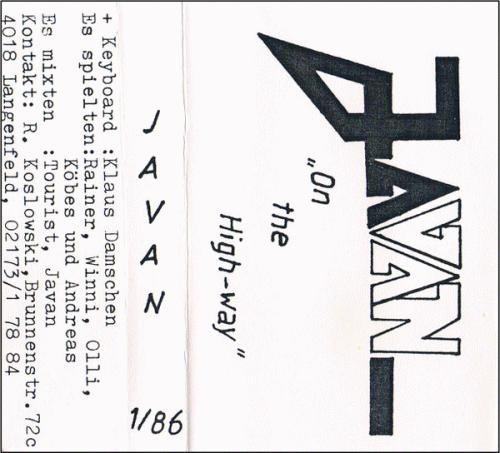 JAVAN
„On
the
High-way"
JAVAN
1/86
+ Keyboard :Klaus Damschen
Es spielten:Rainer, Winni, Olli,
Köbes und Andreas
Es mixten :Tourist, Javan
Kontakt: R. Koslowski,Brunnenstr.72c
4018 Langenfeld, 02173/1 78 84